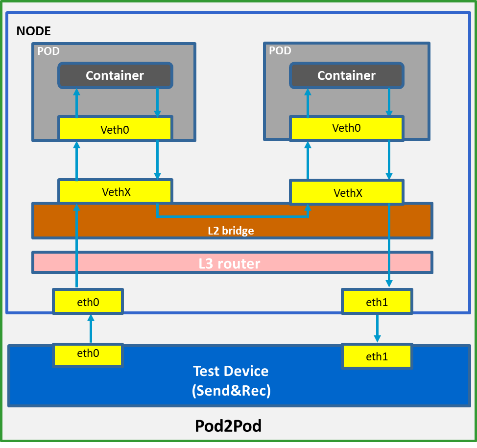 NODE
POD
POD
Container
Container
Veth0
Veth0
VethX
VethX
L2 bridge
L3 router
eth0
eth1
eth0
eth1
Test Device
(Send&Rec)
Pod2Pod